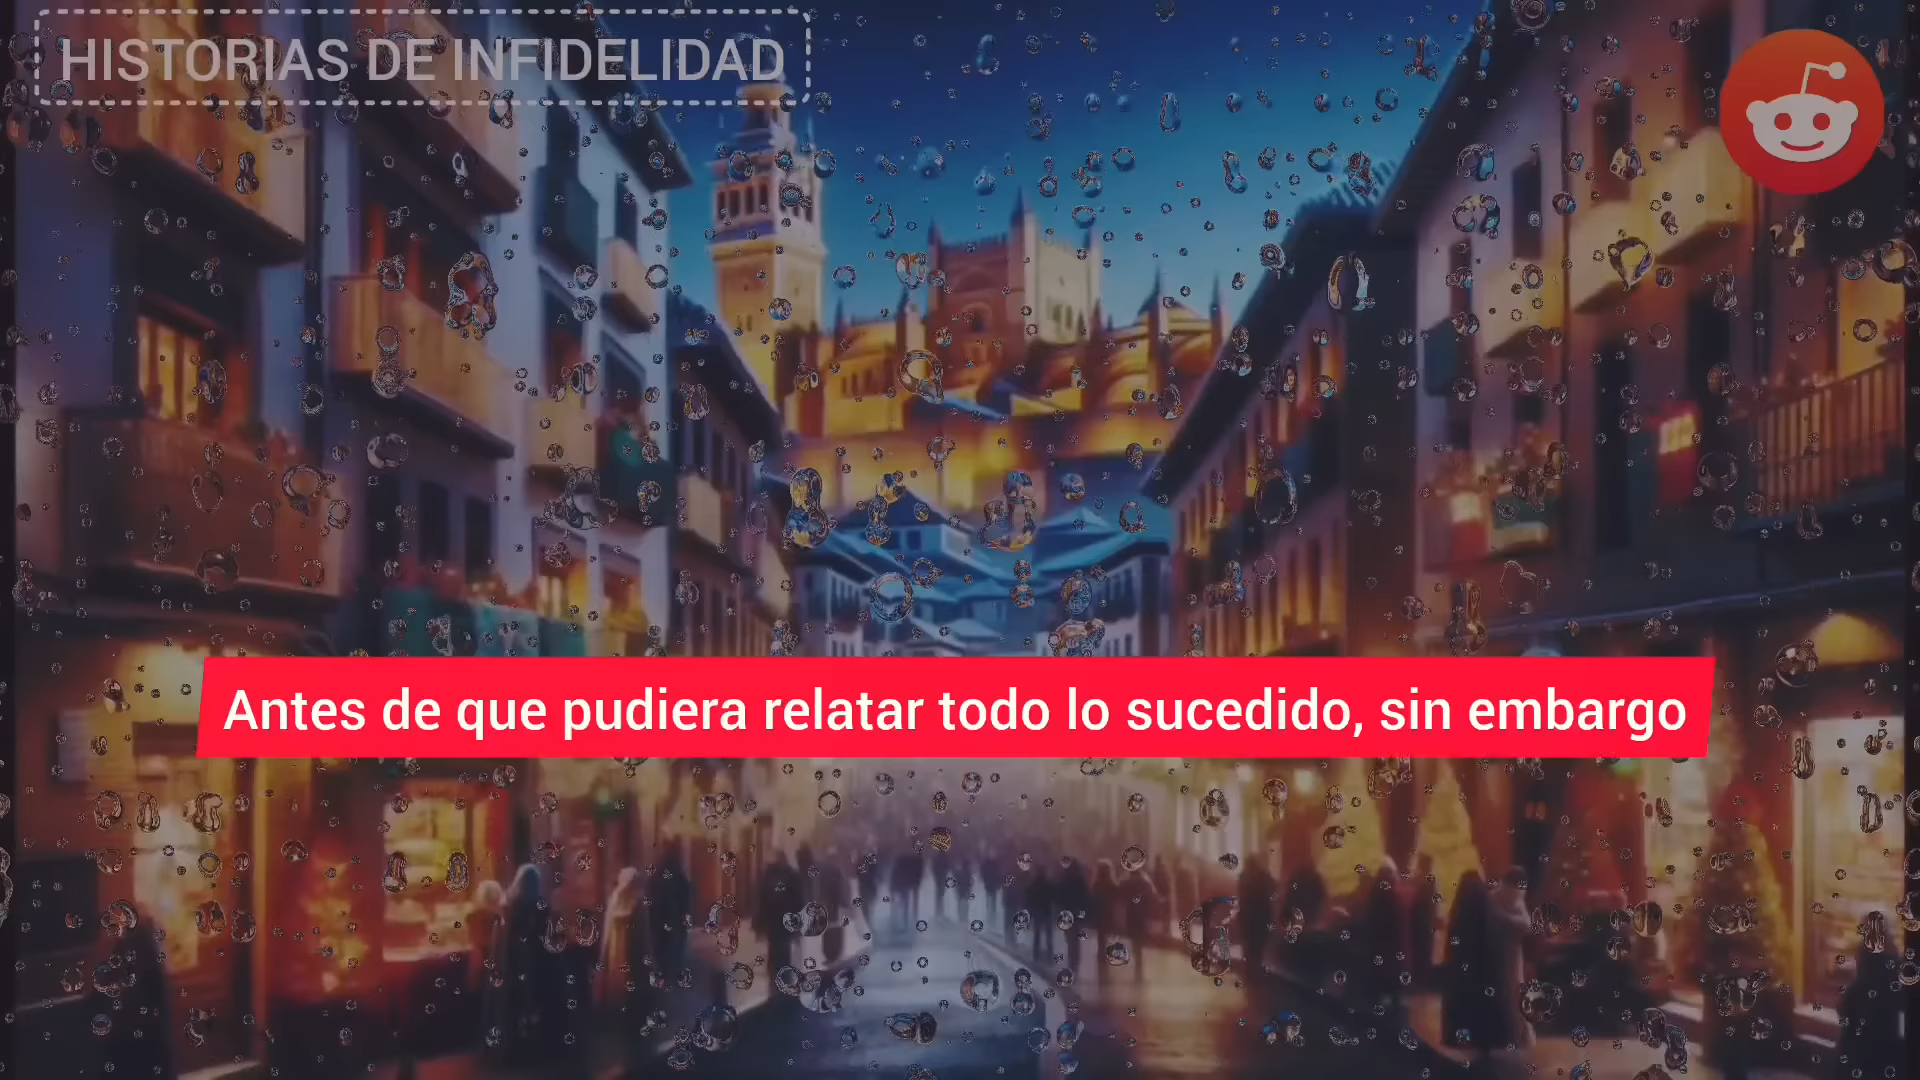 HISTORIAS DE INFIDELIDAD
Antes de que pudiera relatar todo lo sucedido, sin embargo